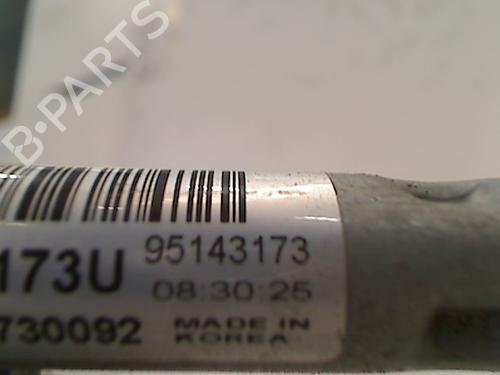 B·PARTS
173U 95143173
08:30:25
730092 MADE IN
KOREA